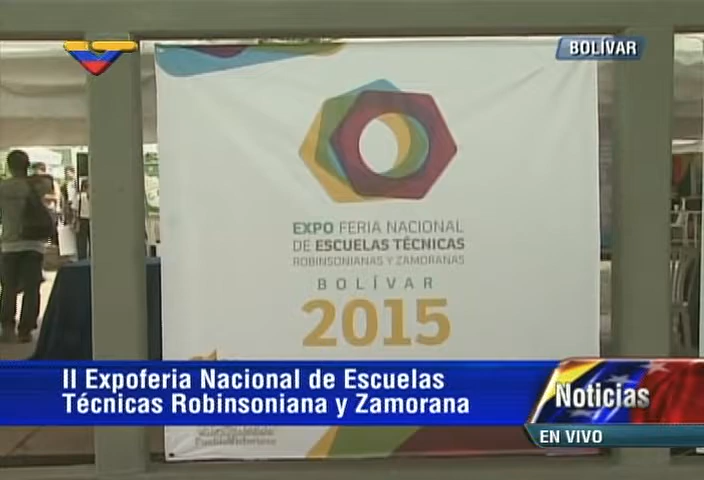 BOLÍVAR
EXPO FERIA NACIONAL
DE ESCUELAS TÉCNICAS
ROBINSONIANAS Y ZAMORANAS
BOLÍVAR
2015
II Expoferia Nacional de Escuelas
Técnicas Robinsoniana y Zamorana
Noticias
EN VIVO